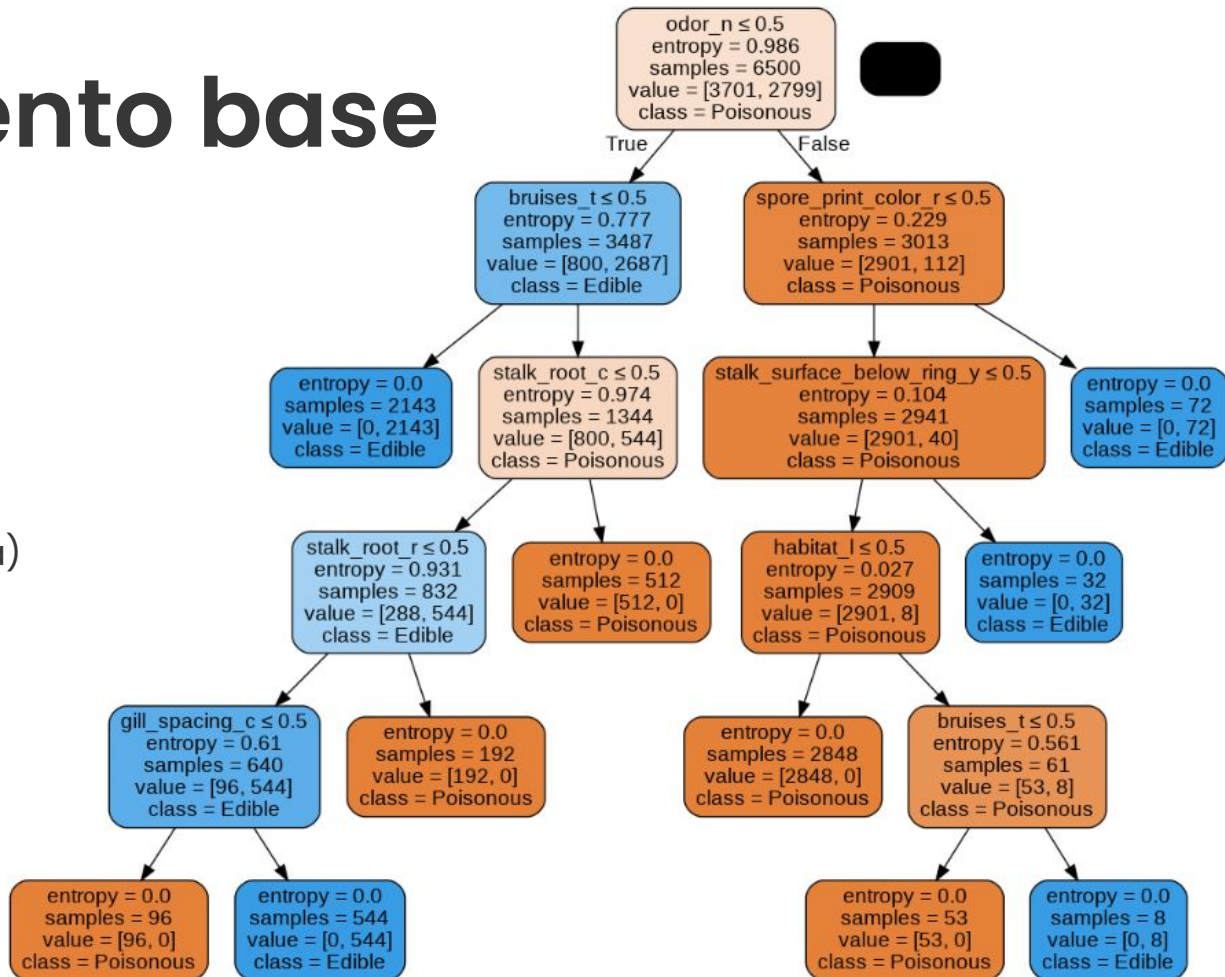 ento base
odor_n ≤ 0.5
entropy = 0.986
samples = 6500
value = [3701, 2799]
class = Poisonous
True
False
bruises_t ≤ 0.5
entropy = 0.777
samples = 3487
value = [800, 2687]
class = Edible
spore_print_color_r ≤ 0.5
entropy = 0.229
samples = 3013
value = [2901, 112]
class = Poisonous
entropy = 0.0
samples = 2143
value = [0, 2143]
class = Edible
stalk_root_c ≤ 0.5
entropy = 0.974
samples = 1344
value = [800, 544]
class = Poisonous
stalk_surface_below_ring_y ≤ 0.5
entropy = 0.104
samples = 2941
value = [2901, 40]
class = Poisonous
entropy = 0.0
samples = 72
value = [0, 72]
class = Edible
stalk_root_r ≤ 0.5
entropy = 0.931
samples = 832
value = [288, 544]
class = Edible
entropy = 0.0
samples = 512
value = [512, 0]
class = Poisonous
habitat_l ≤ 0.5
entropy = 0.027
samples = 2909
value = [2901, 8]
class = Poisonous
entropy = 0.0
samples = 32
value = [0, 32]
class = Edible
gill_spacing_c ≤ 0.5
entropy = 0.61
samples = 640
value = [96, 544]
class = Edible
entropy = 0.0
samples = 192
value = [192, 0]
class = Poisonous
entropy = 0.0
samples = 2848
value = [2848, 0]
class = Poisonous
bruises_t ≤ 0.5
entropy = 0.561
samples = 61
value = [53, 8]
class = Poisonous
entropy = 0.0
samples = 96
value = [96, 0]
class = Poisonous
entropy = 0.0
samples = 544
value = [0, 544]
class = Edible
entropy = 0.0
samples = 53
value = [53, 0]
class = Poisonous
entropy = 0.0
samples = 8
value = [0, 8]
class = Edible